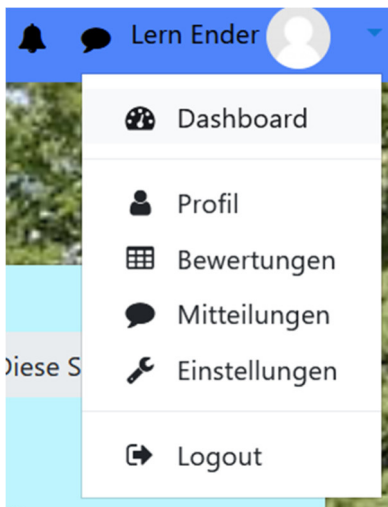 Lern Ender
Dashboard
Profil
Bewertungen
Mitteilungen
Diese S
Einstellungen
Logout